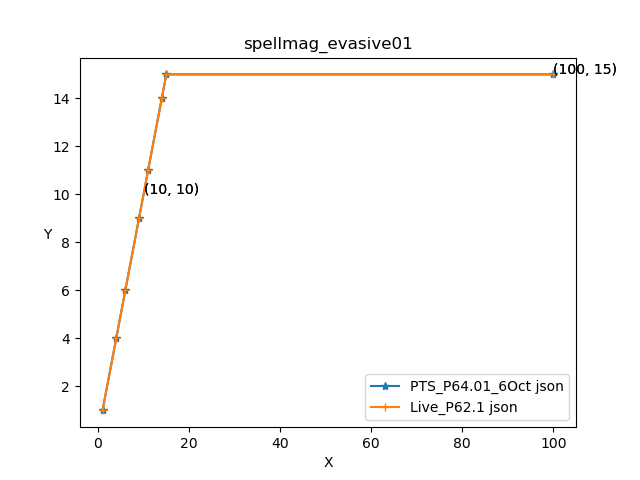 spellmag_evasive01
(100, 15)
14
12
(10, 10)
10
Y
8
6
4
2
PTS_P64.01_6Oct json
Live_P62.1 json
0 20 40 60 80 100
X